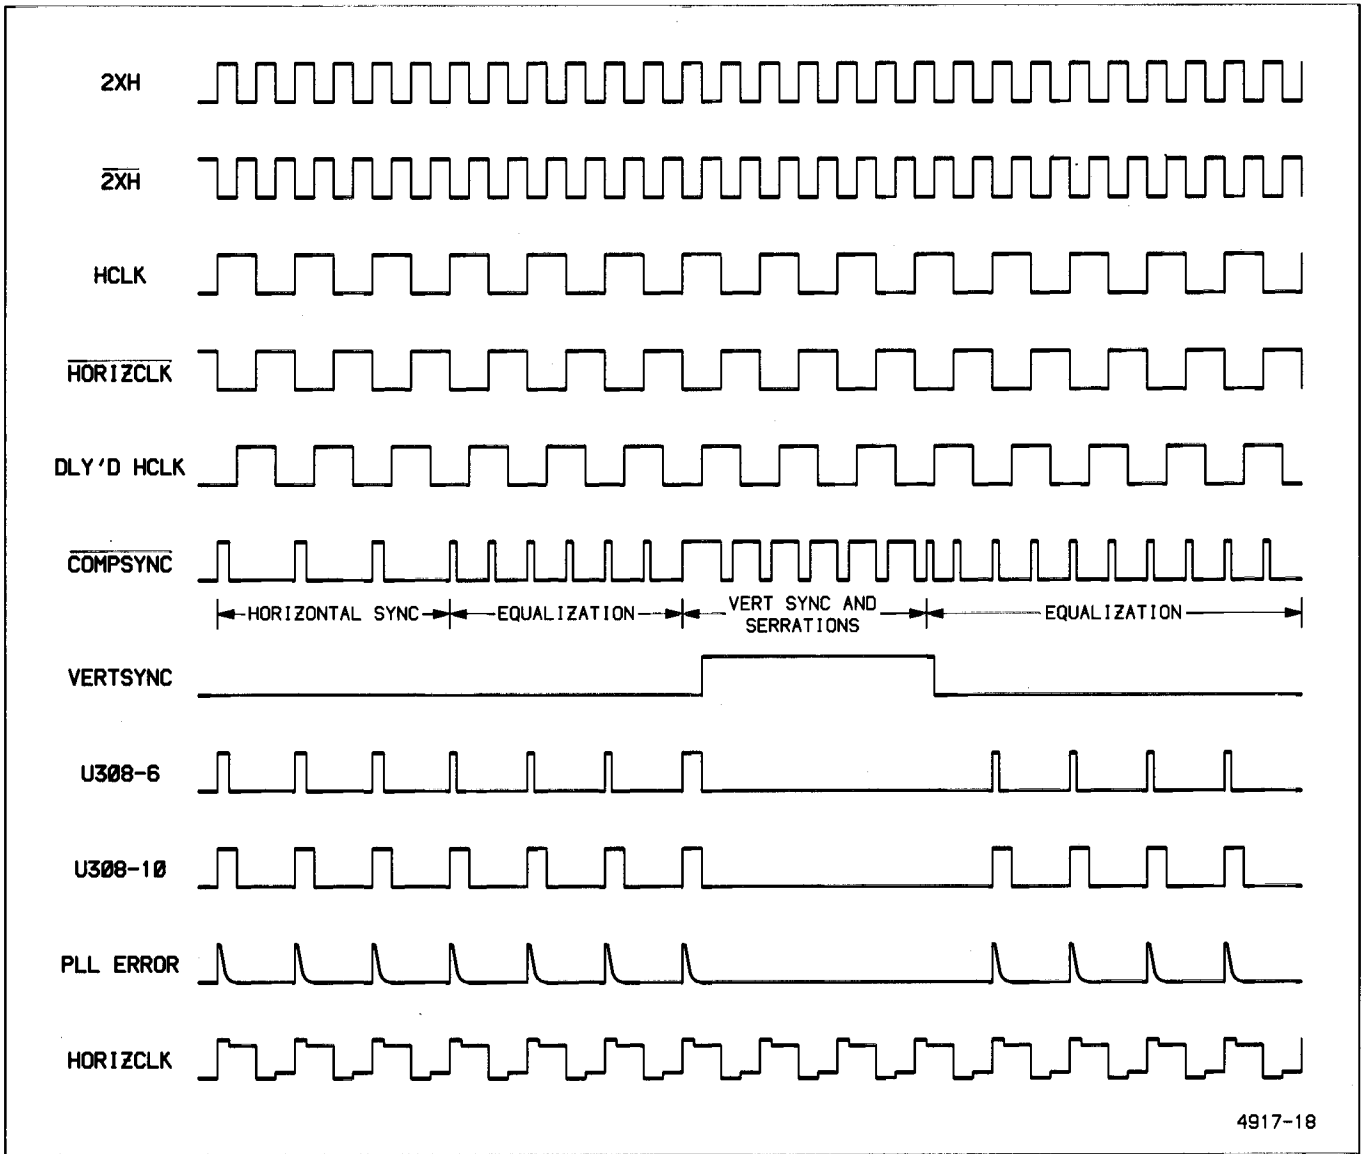 2XH
2XH
HCLK
HORIZCLK
DLY'D HCLK
COMPSYNC
HORIZONTAL SYNC
EQUALIZATION
VERT SYNC AND
SERRATIONS
EQUALIZATION
VERTSYNC
U308-6
U308-10
PLL ERROR
HORIZCLK
4917-18